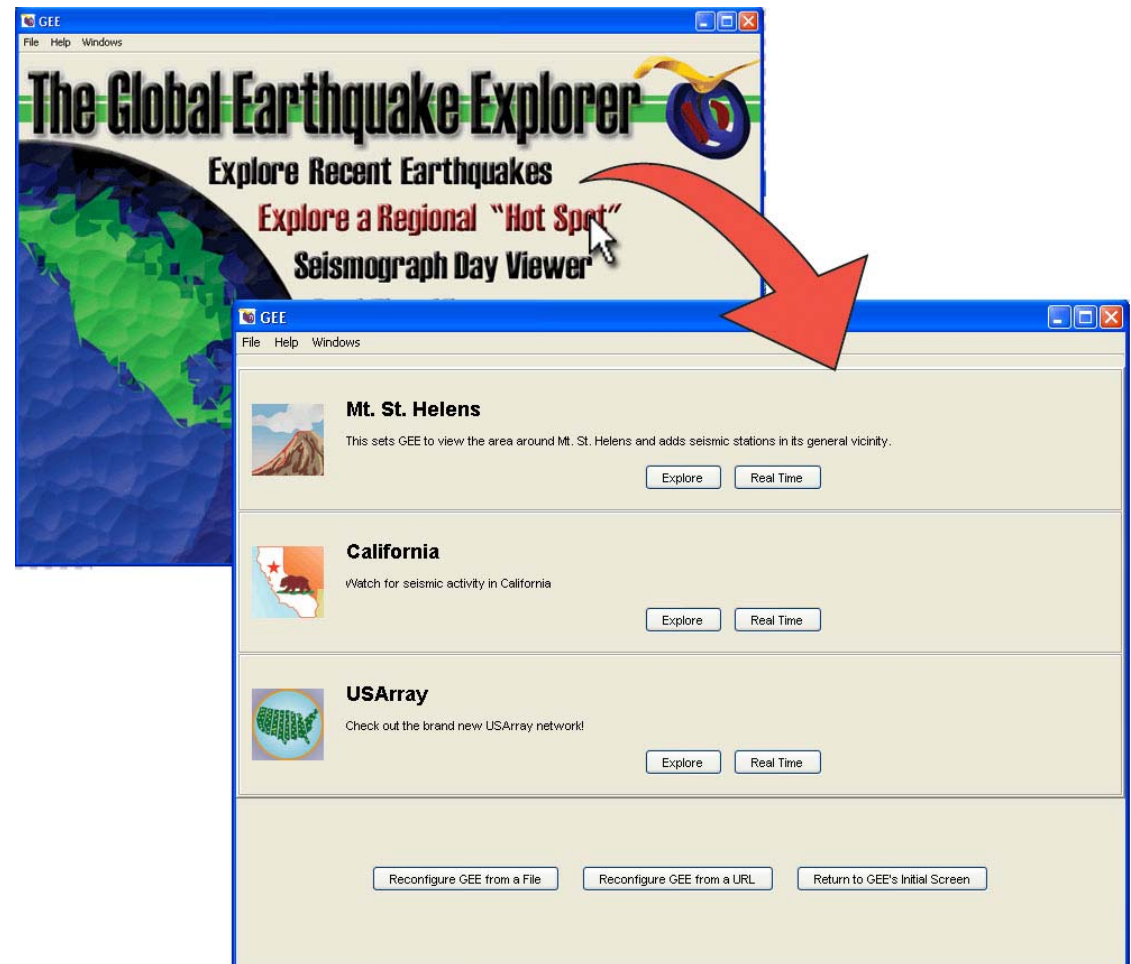 GEE
File Help Windows
The Global Earthquake Explorer
Explore Recent Earthquakes
Explore a Regional “Hot Spot”
Seismograph Day Viewer
GEE
File Help Windows
Mt. St. Helens
This sets GEE to view the area around Mt. St. Helens and adds seismic stations in its general vicinity.
Explore Real Time
California
Watch for seismic activity in California
Explore Real Time
USArray
Check out the brand new USArray network!
Explore Real Time
Reconfigure GEE from a File Reconfigure GEE from a URL Return to GEE's Initial Screen